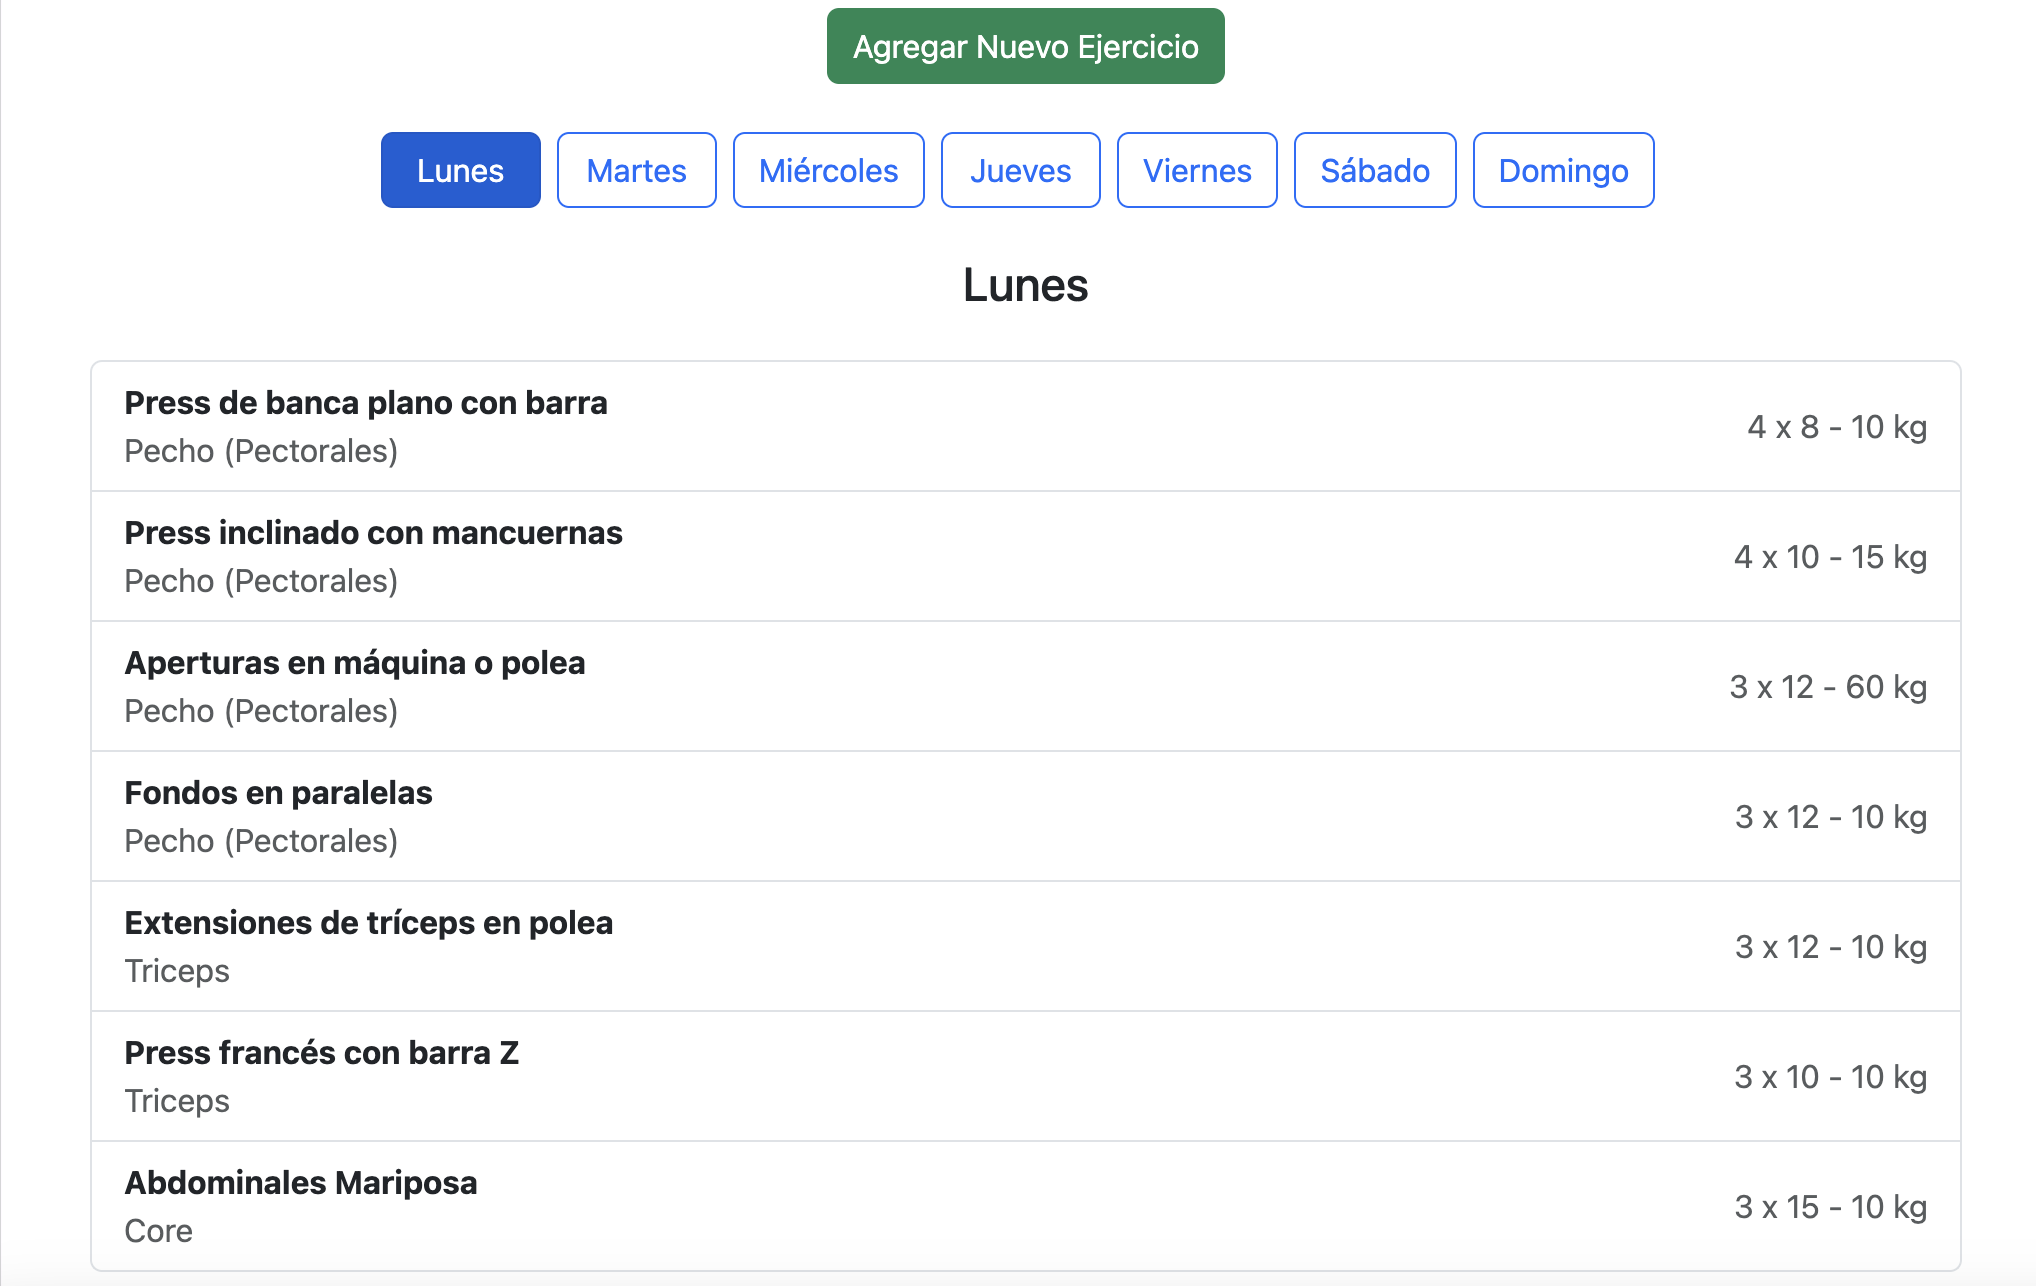 Agregar Nuevo Ejercicio
Lunes Martes Miércoles Jueves Viernes Sábado Domingo
Lunes
Press de banca plano con barra
Pecho (Pectorales)
4 x 8 - 10 kg
Press inclinado con mancuernas
Pecho (Pectorales)
4 x 10 - 15 kg
Aperturas en máquina o polea
Pecho (Pectorales)
3 x 12 - 60 kg
Fondos en paralelas
Pecho (Pectorales)
3 x 12 - 10 kg
Extensiones de tríceps en polea
Triceps
3 x 12 - 10 kg
Press francés con barra Z
Triceps
3 x 10 - 10 kg
Abdominales Mariposa
Core
3 x 15 - 10 kg